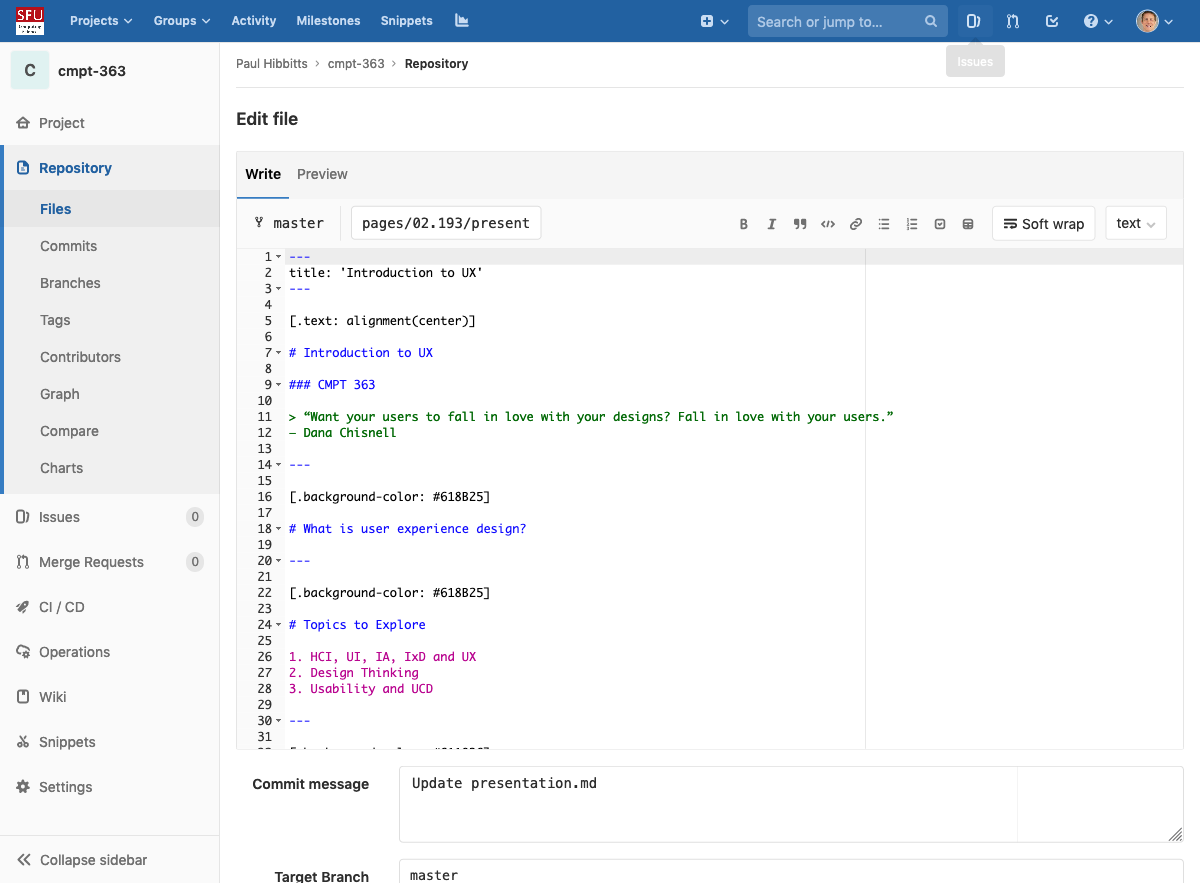 SFU
Projects Groups Activity Milestones Snippets Search or jump to...
Issues
C cmpt-363
Paul Hibbitts › cmpt-363 › Repository
Edit file
Project
Repository
Files
Commits
Branches
Tags
Contributors
Graph
Compare
Charts
Issues 0
Merge Requests 0
CI / CD
Operations
Wiki
Snippets
Settings
Collapse sidebar
Write Preview
master pages/02.193/present B I Soft wrap text
1 ---
2 title: 'Introduction to UX'
3 ---
4
5 [.text: alignment(center)]
6
7 # Introduction to UX
8
9 ### CMPT 363
10
11 > “Want your users to fall in love with your designs? Fall in love with your users.”
12 — Dana Chisnell
13
14 ---
15
16 [.background-color: #618B25]
17
18 # What is user experience design?
19
20 ---
21
22 [.background-color: #618B25]
23
24 # Topics to Explore
25
26 1. HCI, UI, IA, IxD and UX
27 2. Design Thinking
28 3. Usability and UCD
29
30 ---
31
Commit message Update presentation.md
Target Branch master